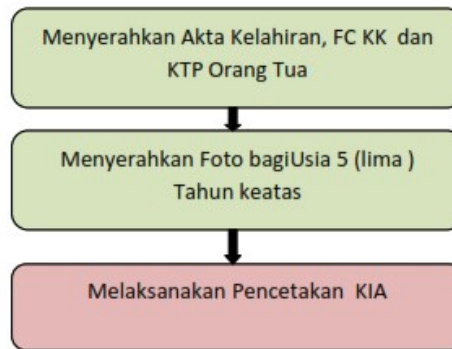 Menyerahkan Akta Kelahiran, FC KK dan
KTP Orang Tua
Menyerahkan Foto bagiUsia 5 (lima )
Tahun keatas
Melaksanakan Pencetakan KIA